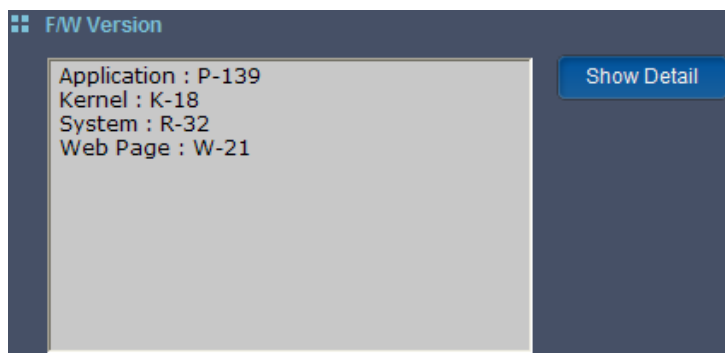 F/W Version
Application : P-139
Show Detail
Kernel : K-18
System : R-32
Web Page : W-21